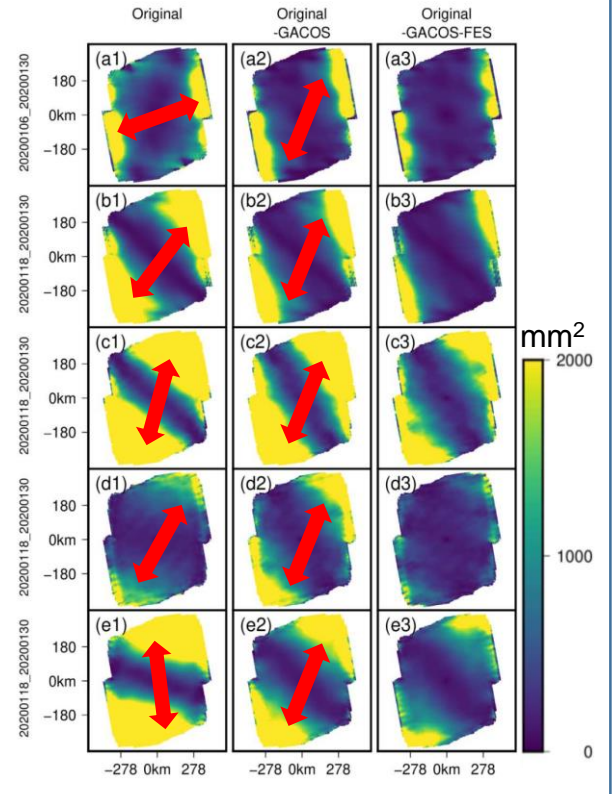 Original
Original
-GACOS
Original
-GACOS-FES
20200106_20200130
180
0km
−180
(a1)
(a2)
(a3)
20200118_20200130
180
0km
−180
(b1)
(b2)
(b3)
20200118_20200130
180
0km
−180
(c1)
(c2)
(c3)
mm²
2000
1000
0
20200118_20200130
180
0km
−180
(d1)
(d2)
(d3)
20200118_20200130
180
0km
−180
(e1)
(e2)
(e3)
−278 0km 278
−278 0km 278
−278 0km 278